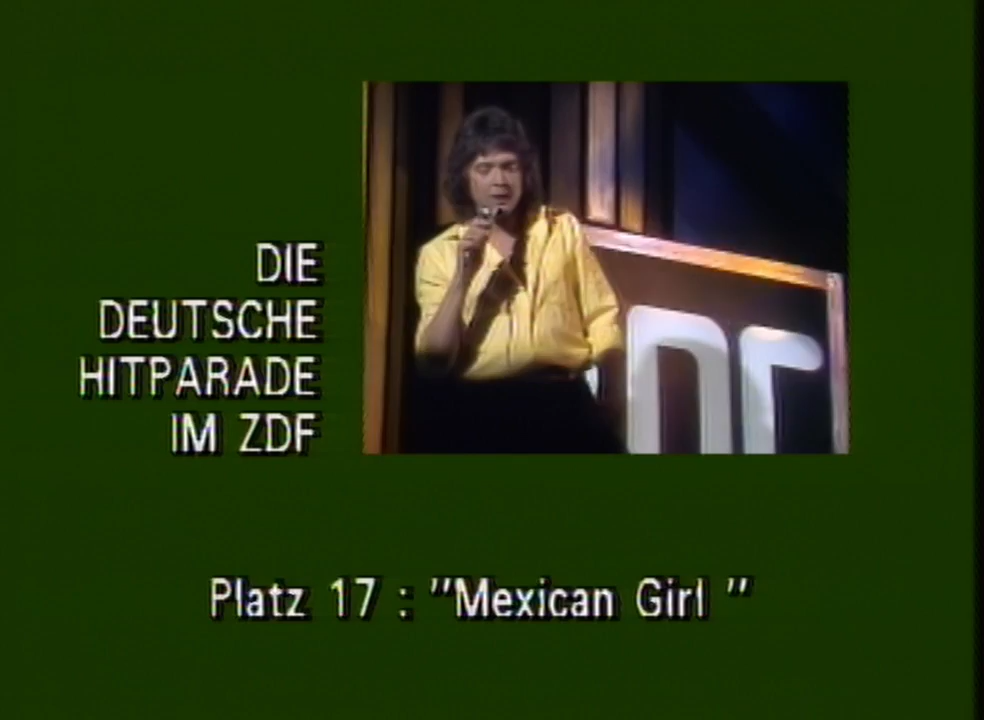 DIE
DEUTSCHE
HITPARADE
IM ZDF
Platz 17 : "Mexican Girl "